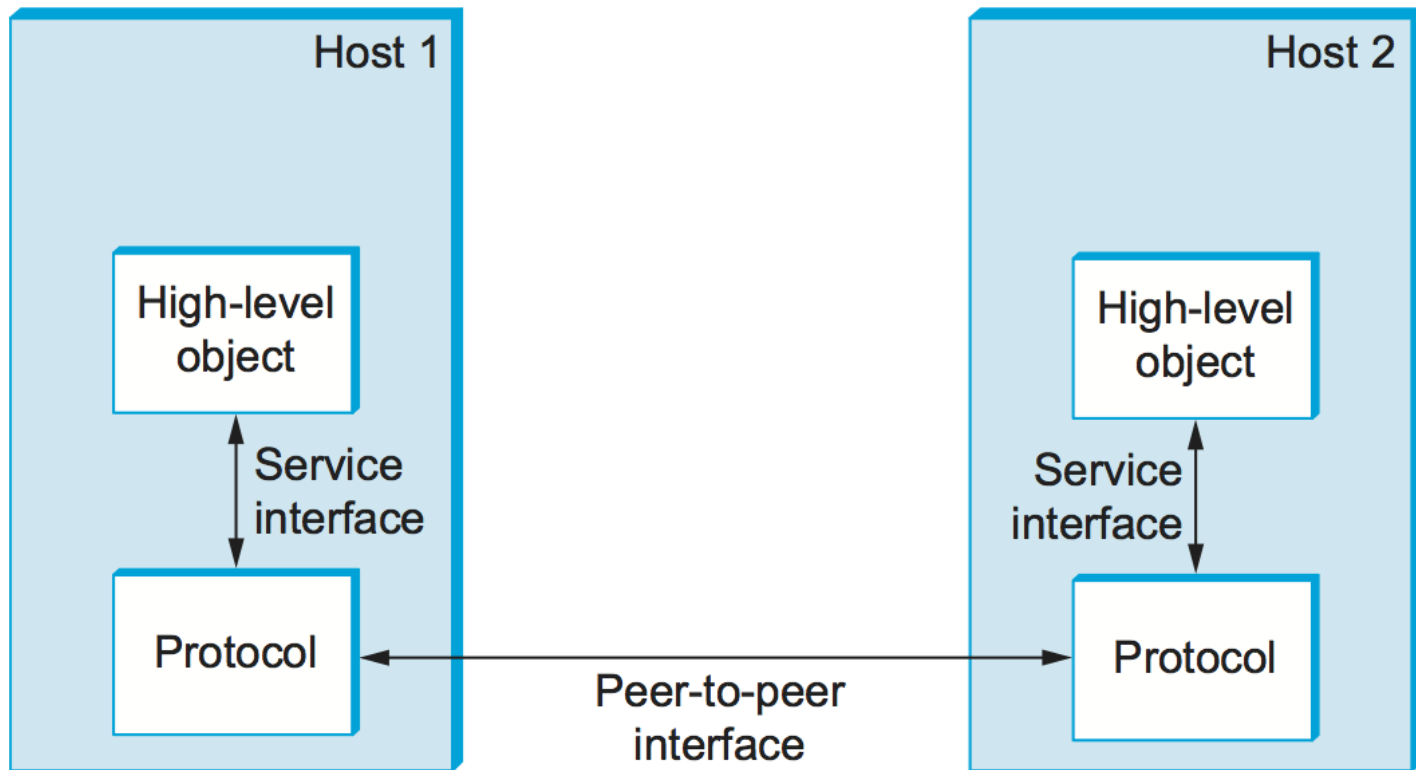 Host 1
Host 2
High-level
object
High-level
object
Service
interface
Service
interface
Protocol
Protocol
Peer-to-peer
interface